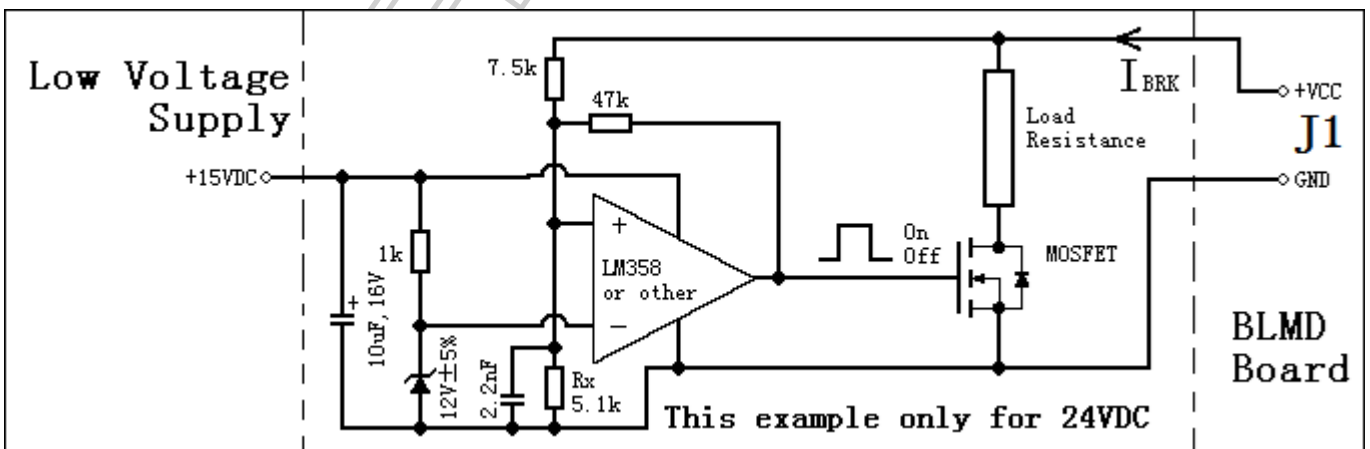 Low Voltage
Supply
+15VDC
7.5k
47k
1k
+
10uF,16V
12V±5%
2.2nF
+
LM358
or other
−
Rx
5.1k
On
Off
MOSFET
Load
Resistance
IBRK
+VCC
J1
GND
BLMD
Board
This example only for 24VDC